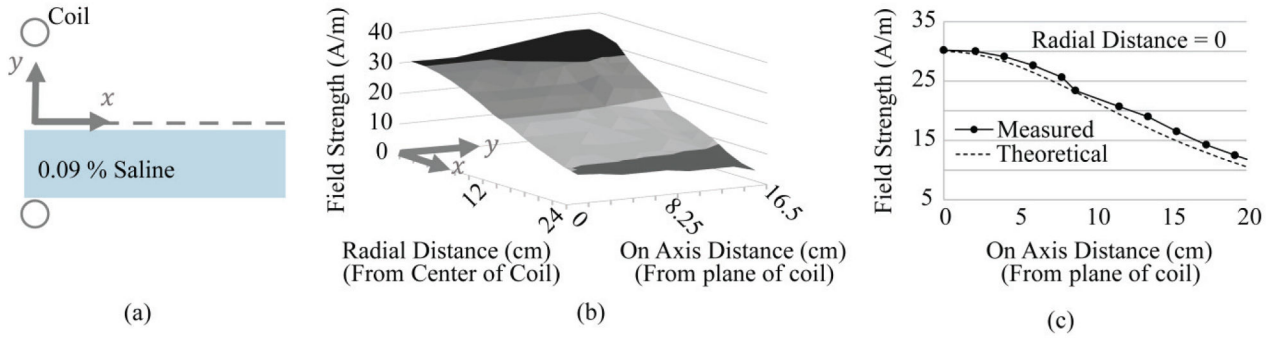 Coil
y
x
0.09 % Saline
(a)
Field Strength (A/m)
40
30
20
10
0
y
x
12
24
0
8.25
16.5
Radial Distance (cm)
(From Center of Coil)
On Axis Distance (cm)
(From plane of coil)
(b)
Field Strength (A/m)
35
25
15
5
Radial Distance = 0
Measured
Theoretical
0 5 10 15 20
On Axis Distance (cm)
(From plane of coil)
(c)